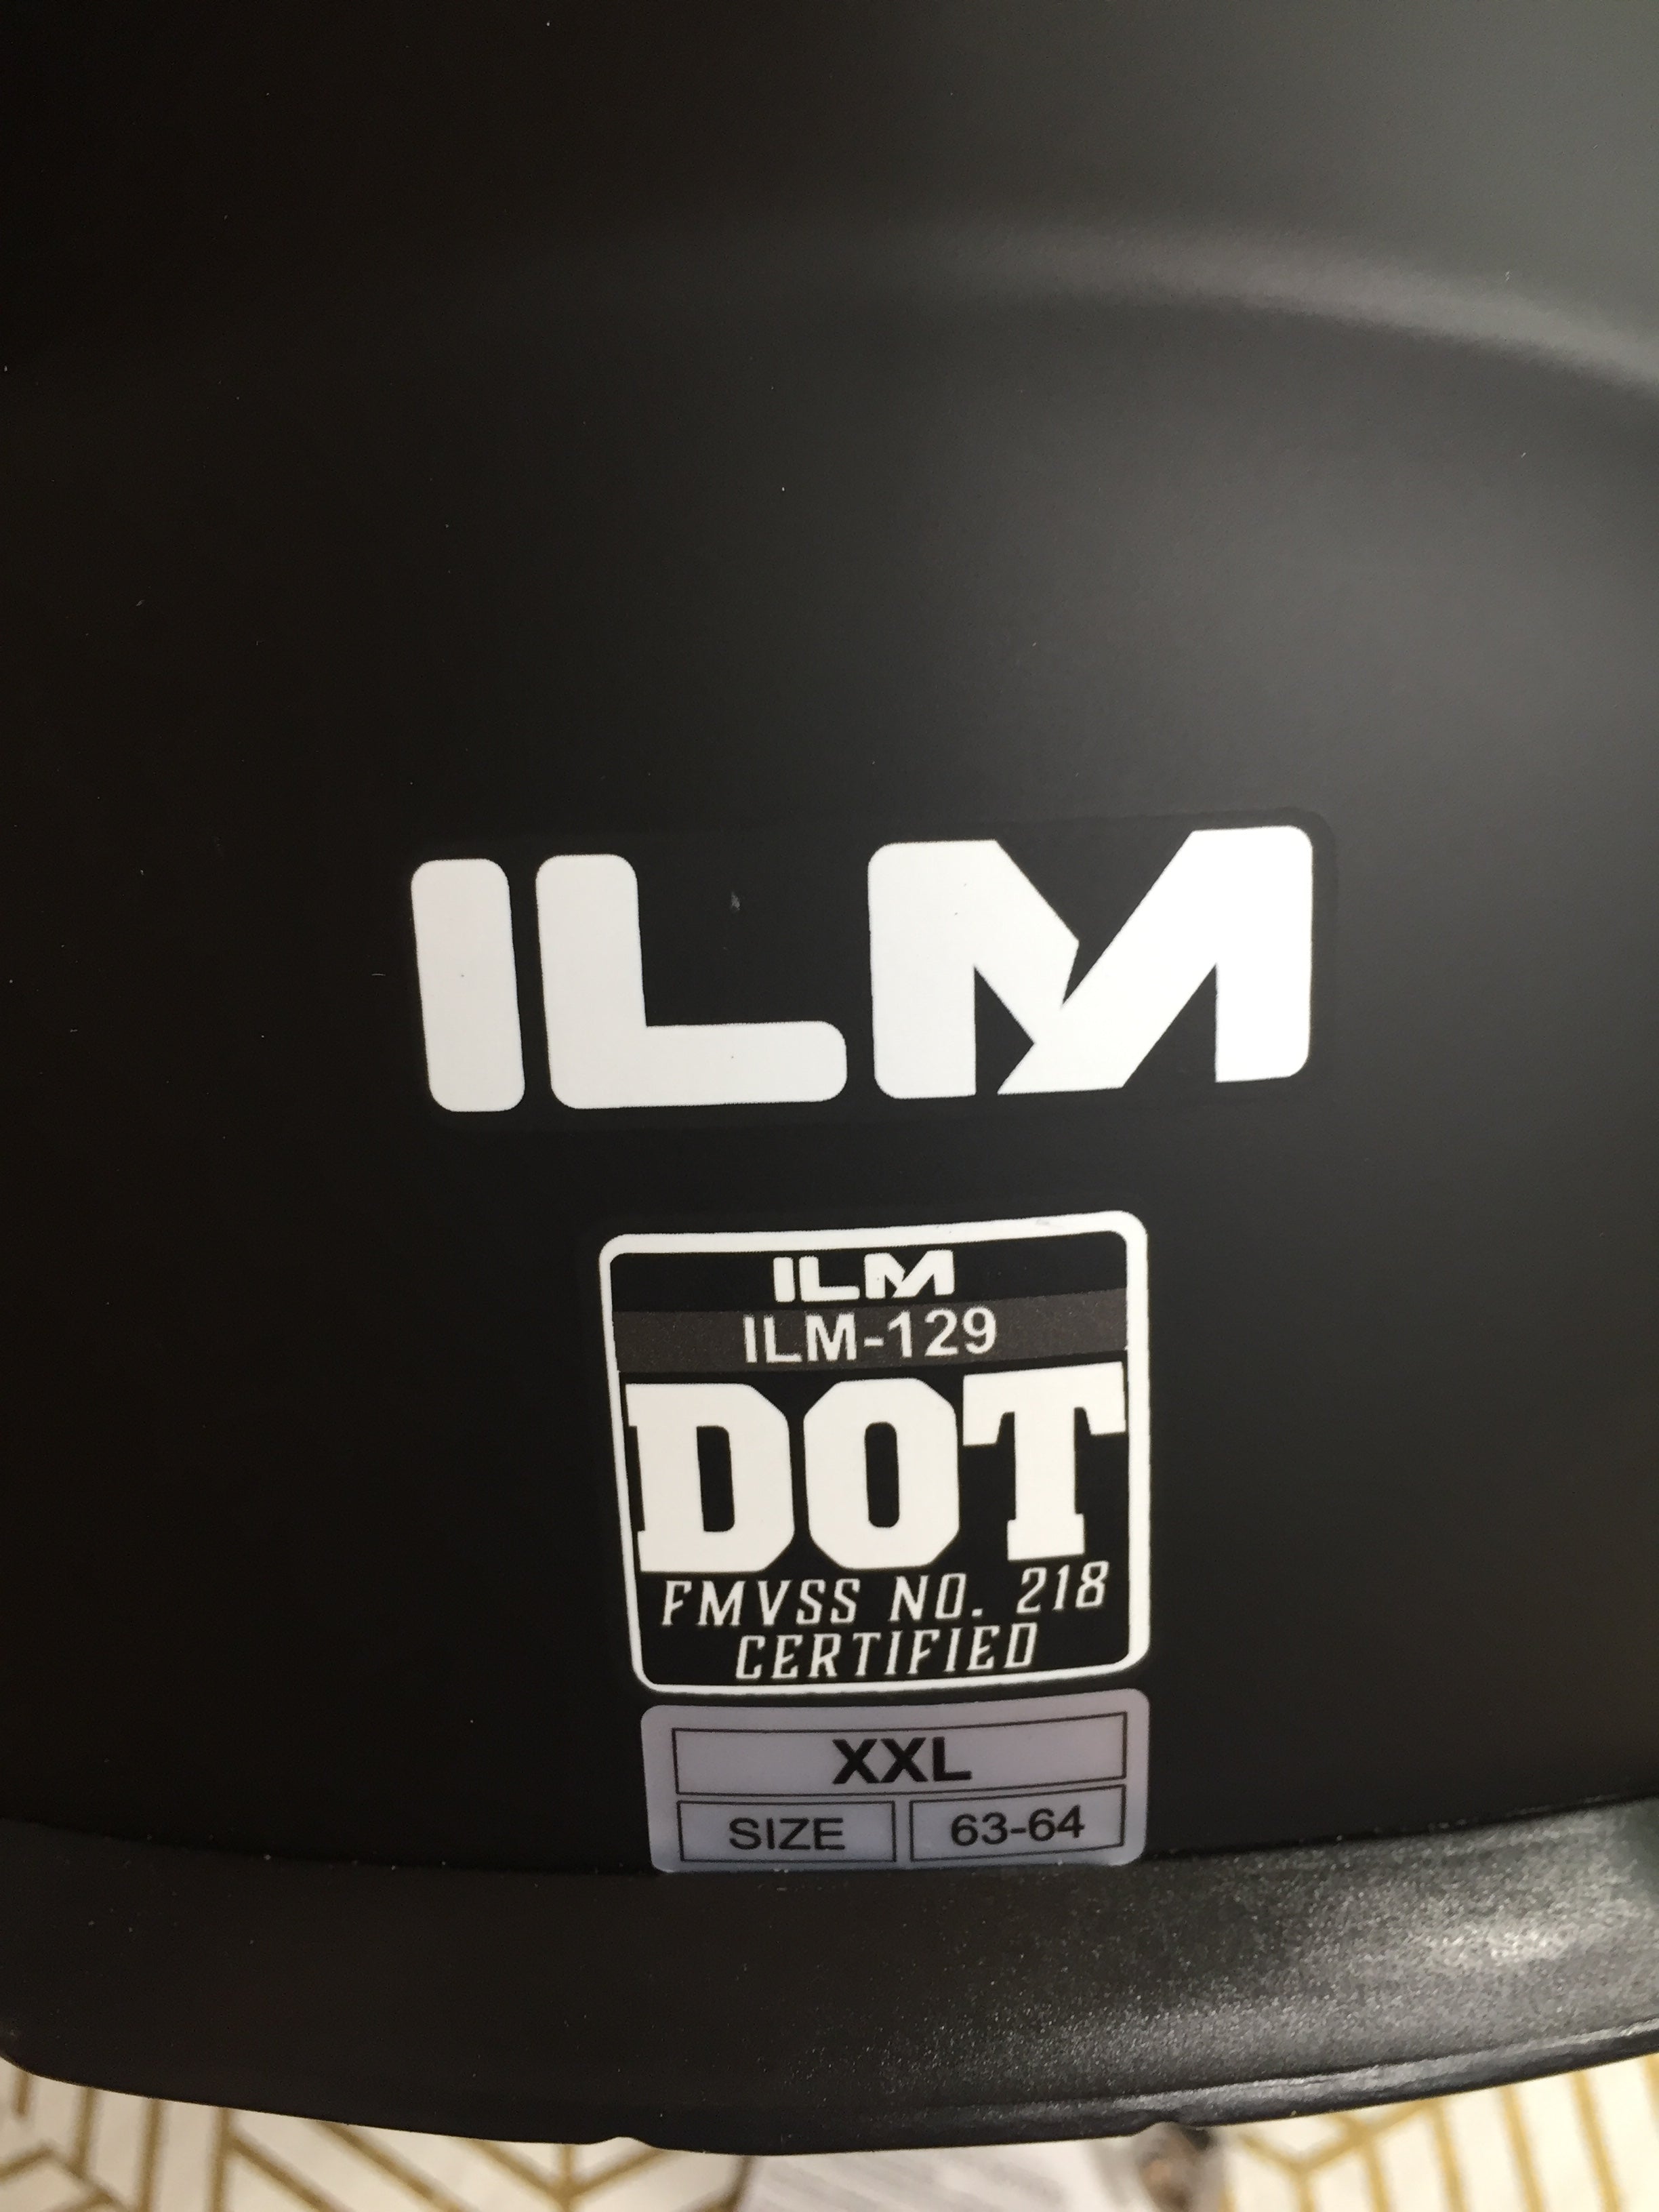 ILM
ILM
ILM-129
DOT
FMVSS NO. 218
CERTIFIED
XXL
SIZE 63-64